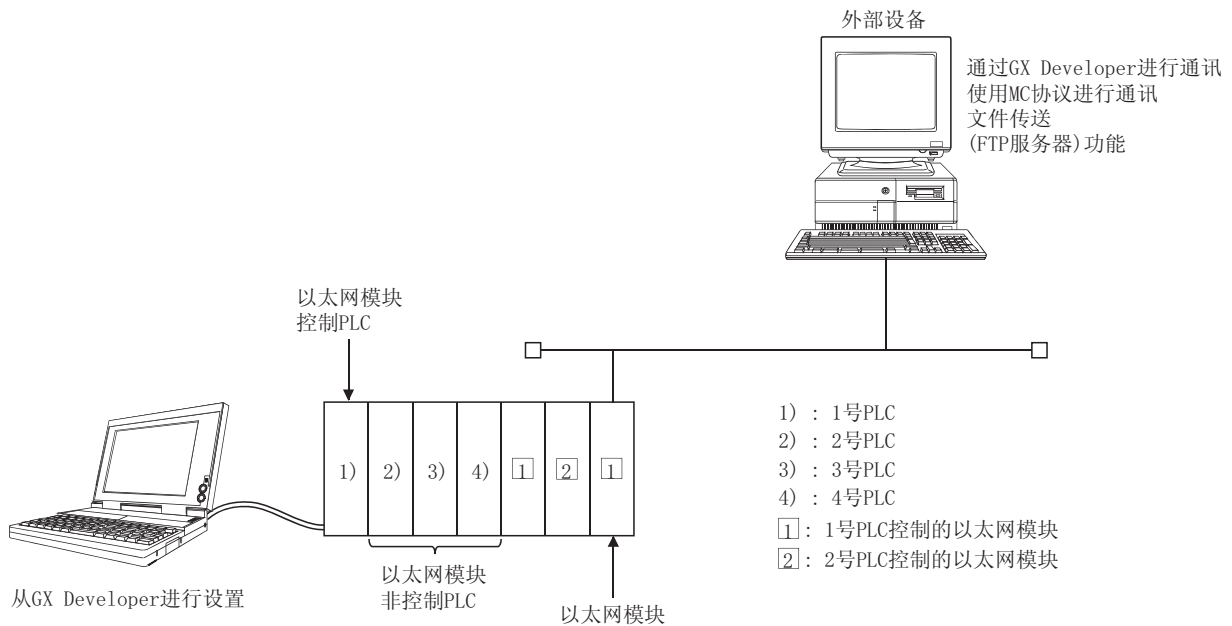 外部设备
通过GX Developer进行通讯
使用MC协议进行通讯
文件传送
(FTP服务器)功能
以太网模块
控制PLC
1) 2) 3) 4) 1 2 1
1) : 1号PLC
2) : 2号PLC
3) : 3号PLC
4) : 4号PLC
1 : 1号PLC控制的以太网模块
2 : 2号PLC控制的以太网模块
以太网模块
非控制PLC
从GX Developer进行设置
以太网模块